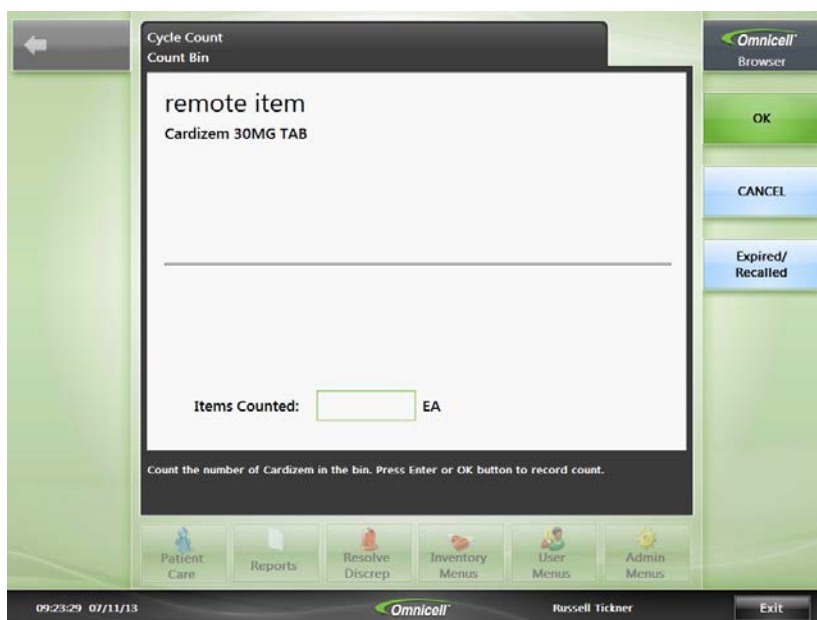 Cycle Count
Count Bin
Omnicell
Browser
remote item
Cardizem 30MG TAB
OK
CANCEL
Expired/
Recalled
Items Counted: EA
Count the number of Cardizem in the bin. Press Enter or OK button to record count.
Patient
Care
Reports
Resolve
Discrep
Inventory
Menus
User
Menus
Admin
Menus
09:23:29 07/11/13 Omnicell Russell Tickner Exit